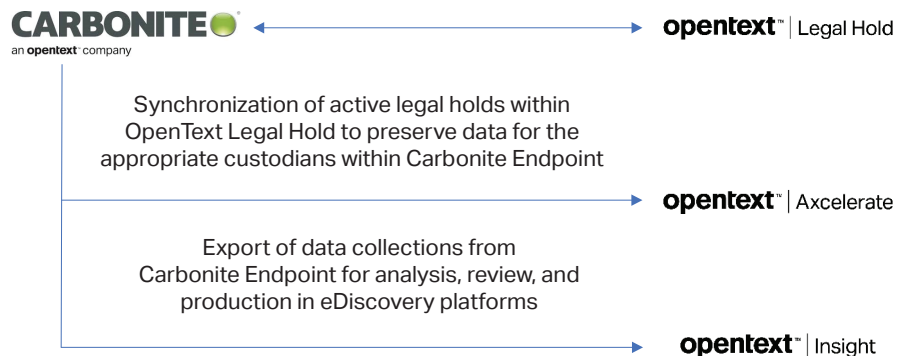 CARBONITE™
an opentext™ company
opentext™ | Legal Hold
Synchronization of active legal holds within
OpenText Legal Hold to preserve data for the
appropriate custodians within Carbonite Endpoint
opentext™ | Axcelerate
Export of data collections from
Carbonite Endpoint for analysis, review, and
production in eDiscovery platforms
opentext™ | Insight